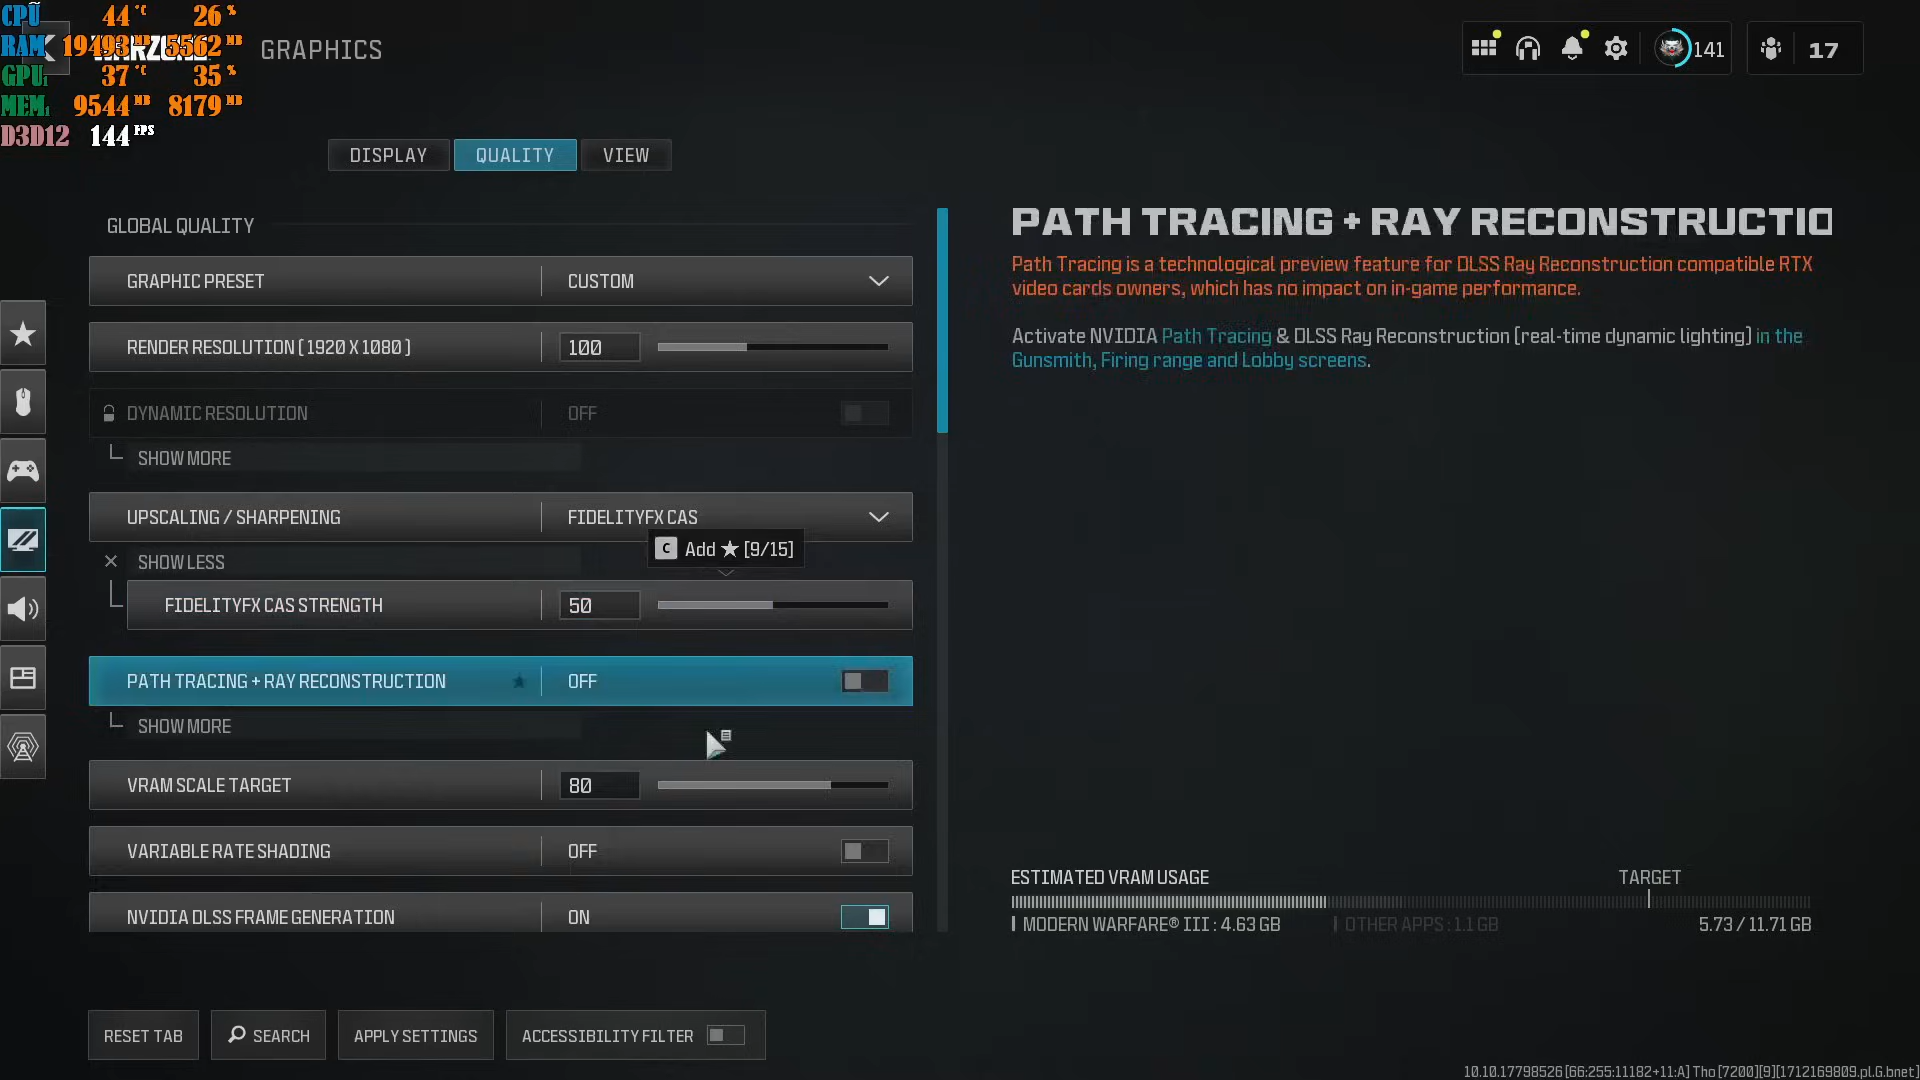 CPU 44 °C 26 %
RAM 19493 MB 5562 MB
GPU1 37 °C 35 %
MEM1 9544 MB 8179 MB
D3D12 144 FPS
GRAPHICS
141
17
DISPLAY
QUALITY
VIEW
GLOBAL QUALITY
GRAPHIC PRESET CUSTOM
RENDER RESOLUTION [ 1920 X 1080 ] 100
DYNAMIC RESOLUTION OFF
SHOW MORE
UPSCALING / SHARPENING FIDELITYFX CAS
C Add ★ [9/15]
SHOW LESS
FIDELITYFX CAS STRENGTH 50
PATH TRACING + RAY RECONSTRUCTION OFF
SHOW MORE
VRAM SCALE TARGET 80
VARIABLE RATE SHADING OFF
NVIDIA DLSS FRAME GENERATION ON
PATH TRACING + RAY RECONSTRUCTIO
Path Tracing is a technological preview feature for DLSS Ray Reconstruction compatible RTX
video cards owners, which has no impact on in-game performance.
Activate NVIDIA Path Tracing & DLSS Ray Reconstruction (real-time dynamic lighting) in the
Gunsmith, Firing range and Lobby screens.
ESTIMATED VRAM USAGE TARGET
MODERN WARFARE® III : 4.63 GB OTHER APPS : 1.1 GB 5.73 / 11.71 GB
RESET TAB
SEARCH
APPLY SETTINGS
ACCESSIBILITY FILTER
10.10.17798526 [66:255:11182+11:A] Tho [7200][9][1712169809.pl.G.bnet]